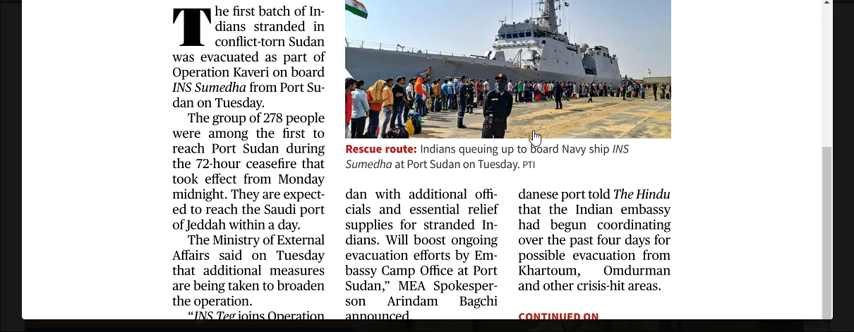 The first batch of In-
dians stranded in
conflict-torn Sudan
was evacuated as part of
Operation Kaveri on board
INS Sumedha from Port Su-
dan on Tuesday.
The group of 278 people
were among the first to
reach Port Sudan during
the 72-hour ceasefire that
took effect from Monday
midnight. They are expect-
ed to reach the Saudi port
of Jeddah within a day.
The Ministry of External
Affairs said on Tuesday
that additional measures
are being taken to broaden
the operation.
“INS Teg joins Operation
Rescue route: Indians queuing up to board Navy ship INS
Sumedha at Port Sudan on Tuesday. PTI
dan with additional offi-
cials and essential relief
supplies for stranded In-
dians. Will boost ongoing
evacuation efforts by Em-
bassy Camp Office at Port
Sudan,” MEA Spokesper-
son Arindam Bagchi
announced.
danese port told The Hindu
that the Indian embassy
had begun coordinating
over the past four days for
possible evacuation from
Khartoum, Omdurman
and other crisis-hit areas.
CONTINUED ON